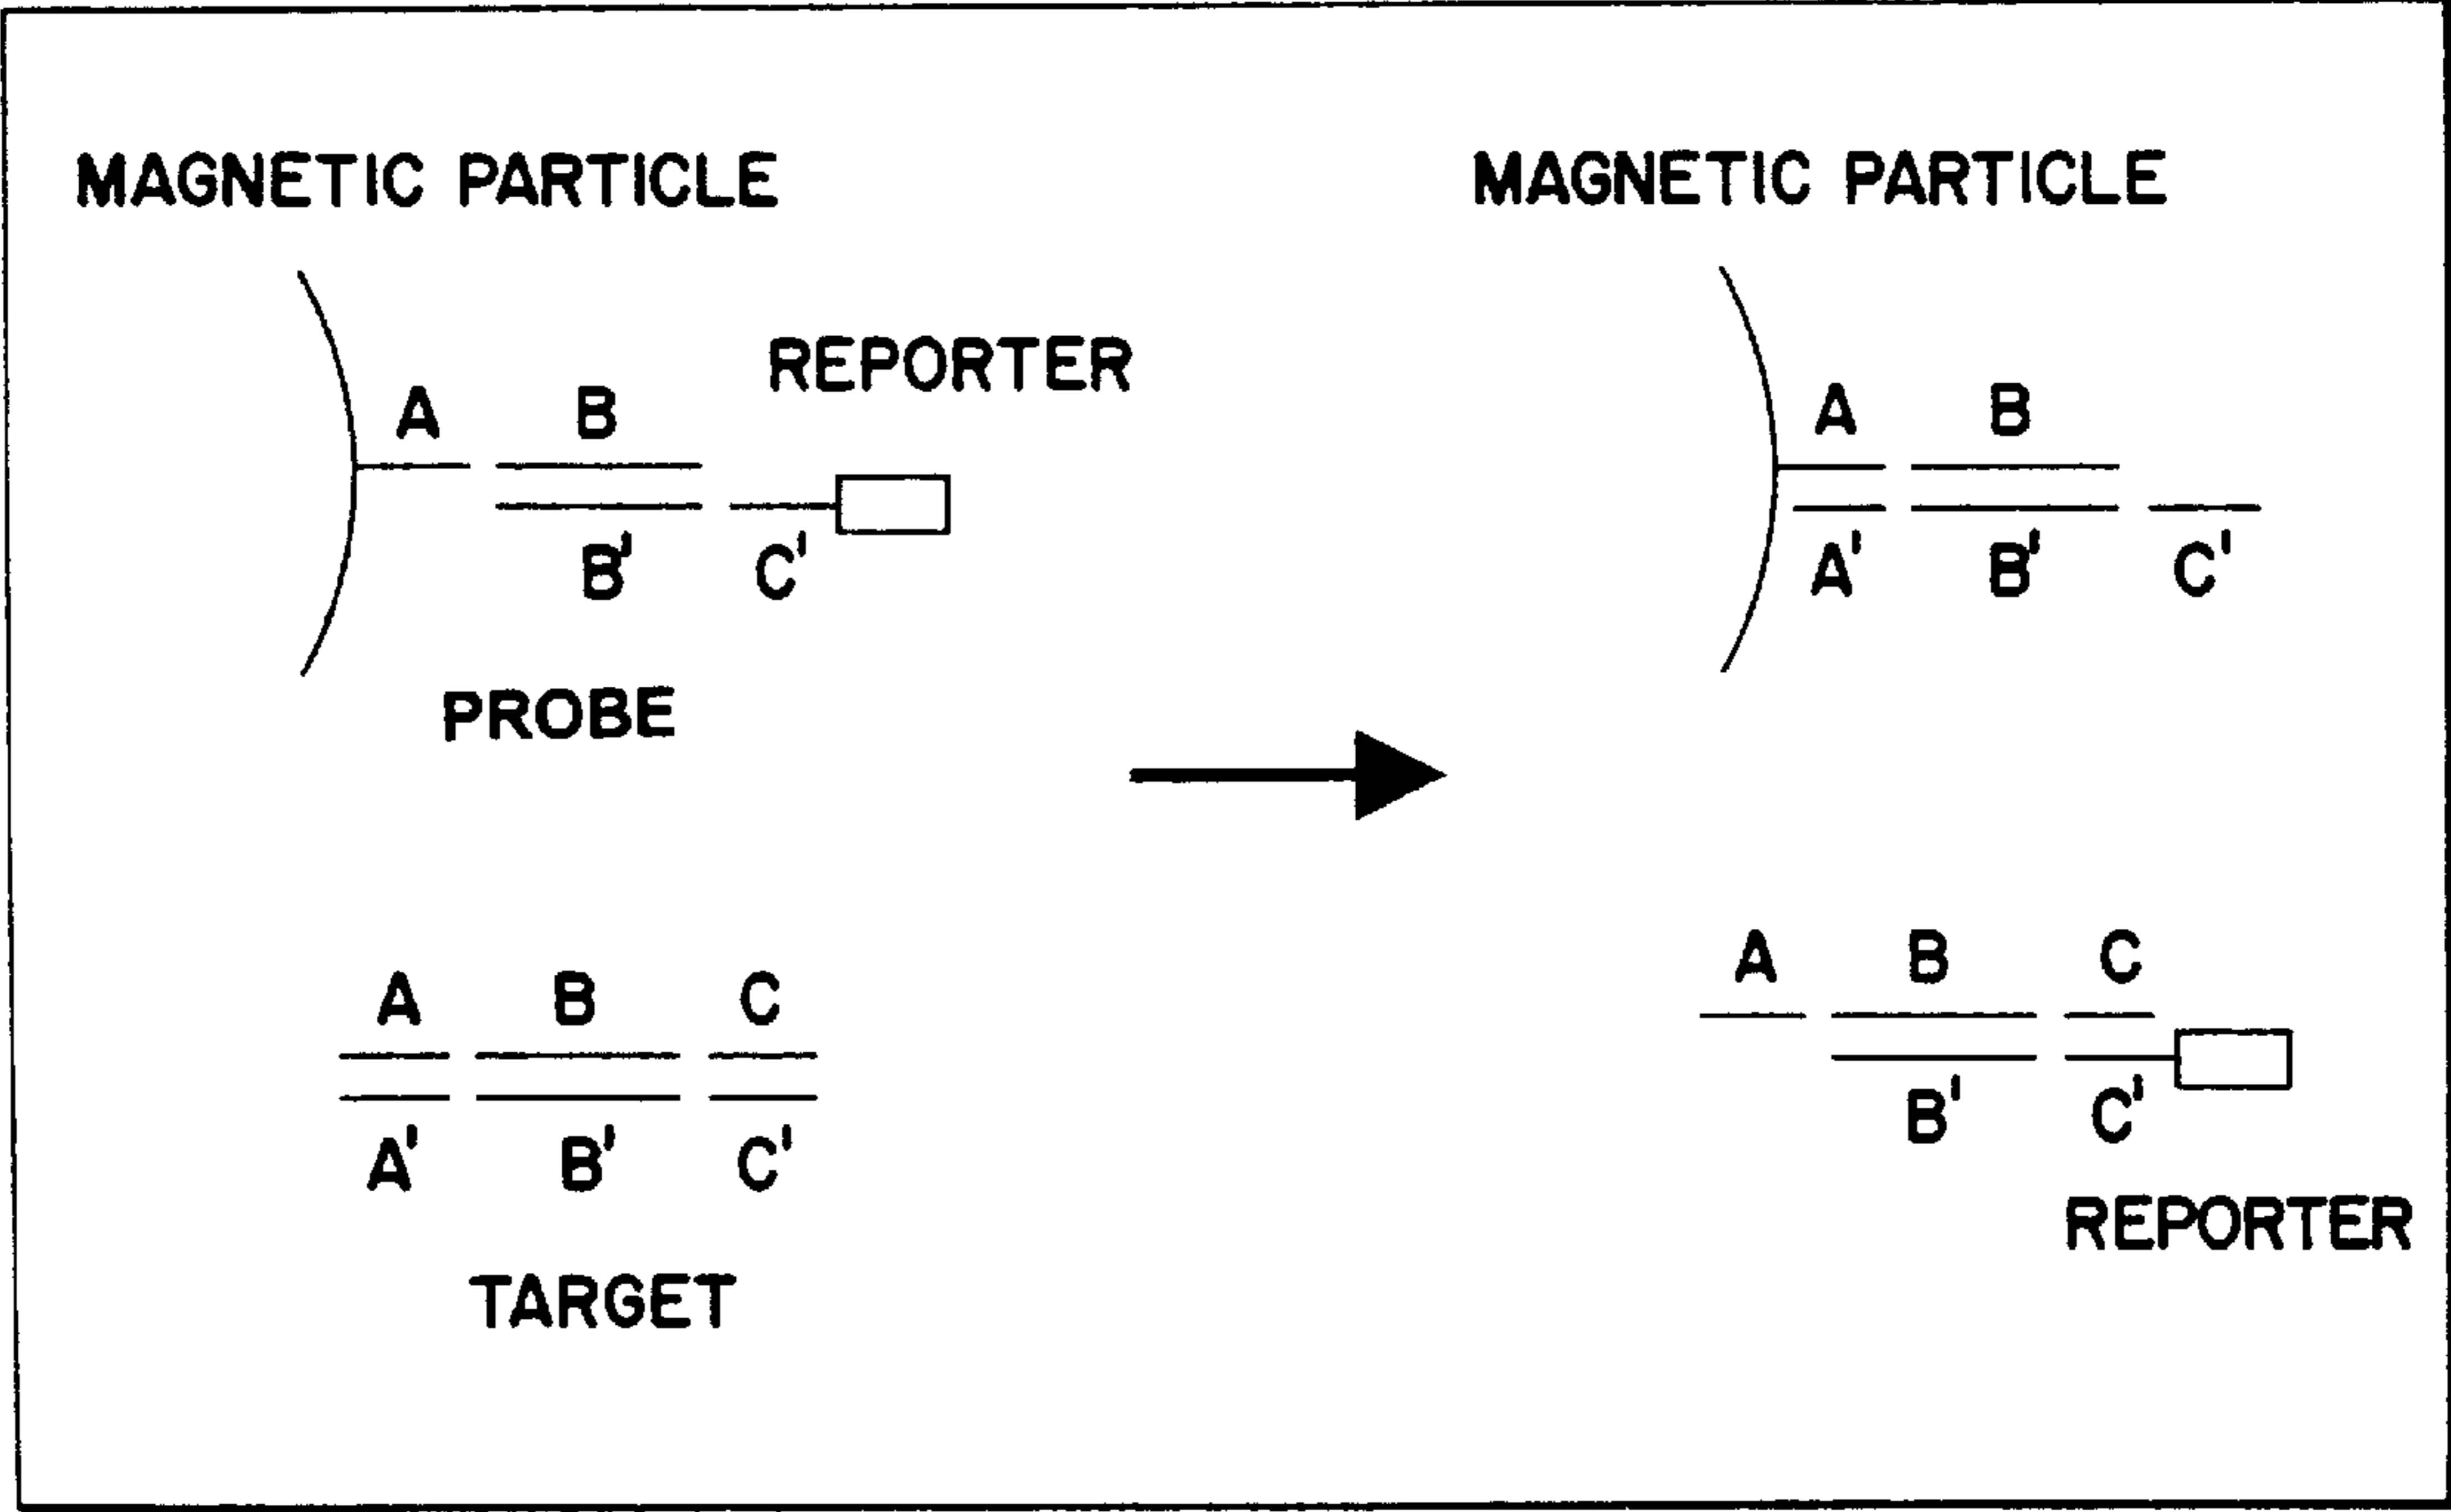 MAGNETIC PARTICLE
REPORTER
A B
B' C'
PROBE
A B C
A' B' C'
TARGET
MAGNETIC PARTICLE
A B
A' B' C'
A B C
B' C'
REPORTER